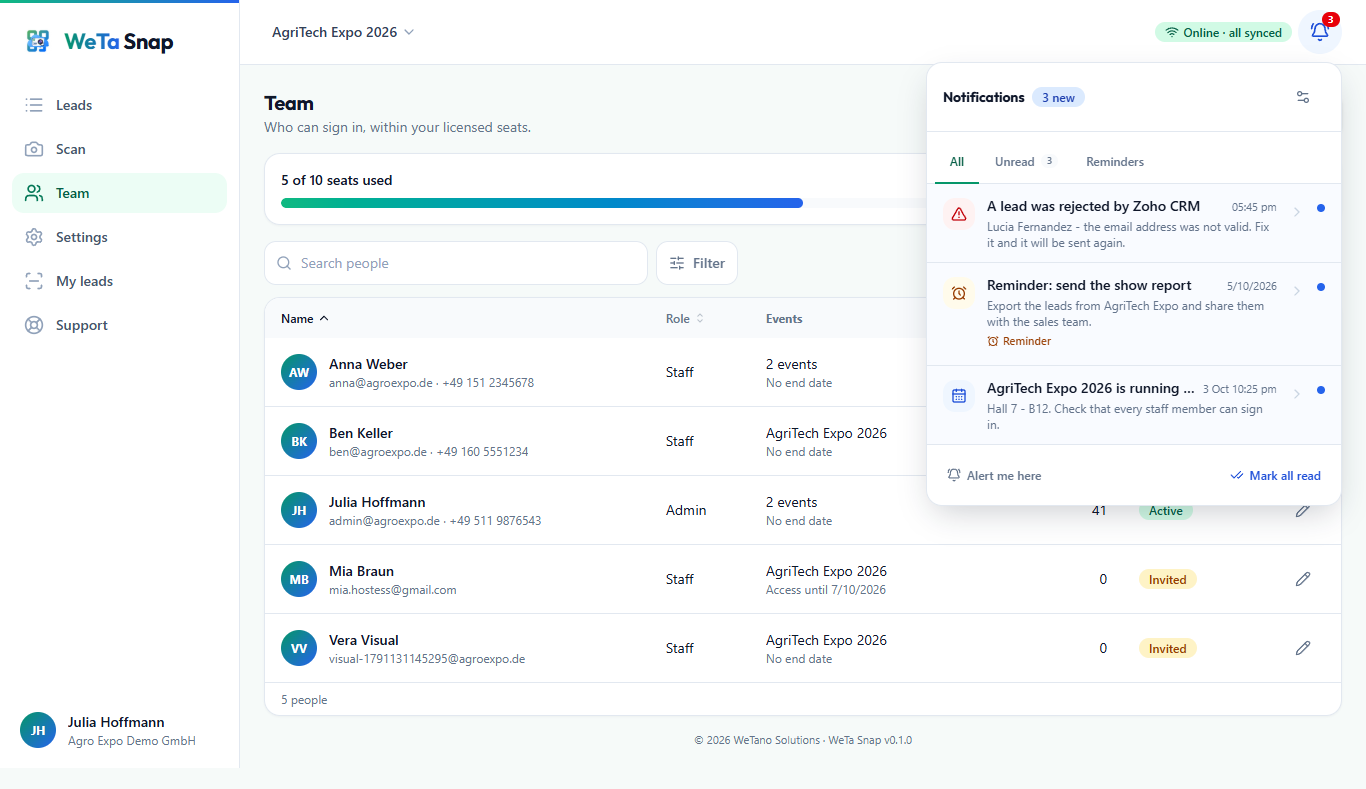 WeTa Snap
Leads
Scan
Team
Settings
My leads
Support
JH
Julia Hoffmann
Agro Expo Demo GmbH
AgriTech Expo 2026
Online · all synced
3
Team
Who can sign in, within your licensed seats.
5 of 10 seats used
Search people
Filter
Name
Role
Events
AW
Anna Weber
anna@agroexpo.de · +49 151 2345678
Staff
2 events
No end date
BK
Ben Keller
ben@agroexpo.de · +49 160 5551234
Staff
AgriTech Expo 2026
No end date
JH
Julia Hoffmann
admin@agroexpo.de · +49 511 9876543
Admin
2 events
No end date
41
Active
MB
Mia Braun
mia.hostess@gmail.com
Staff
AgriTech Expo 2026
Access until 7/10/2026
0
Invited
VV
Vera Visual
visual-1791131145295@agroexpo.de
Staff
AgriTech Expo 2026
No end date
0
Invited
5 people
© 2026 WeTano Solutions · WeTa Snap v0.1.0
Notifications
3 new
All
Unread 3
Reminders
A lead was rejected by Zoho CRM
05:45 pm
Lucia Fernandez - the email address was not valid. Fix
it and it will be sent again.
Reminder: send the show report
5/10/2026
Export the leads from AgriTech Expo and share them
with the sales team.
Reminder
AgriTech Expo 2026 is running ...
3 Oct 10:25 pm
Hall 7 - B12. Check that every staff member can sign
in.
Alert me here
Mark all read